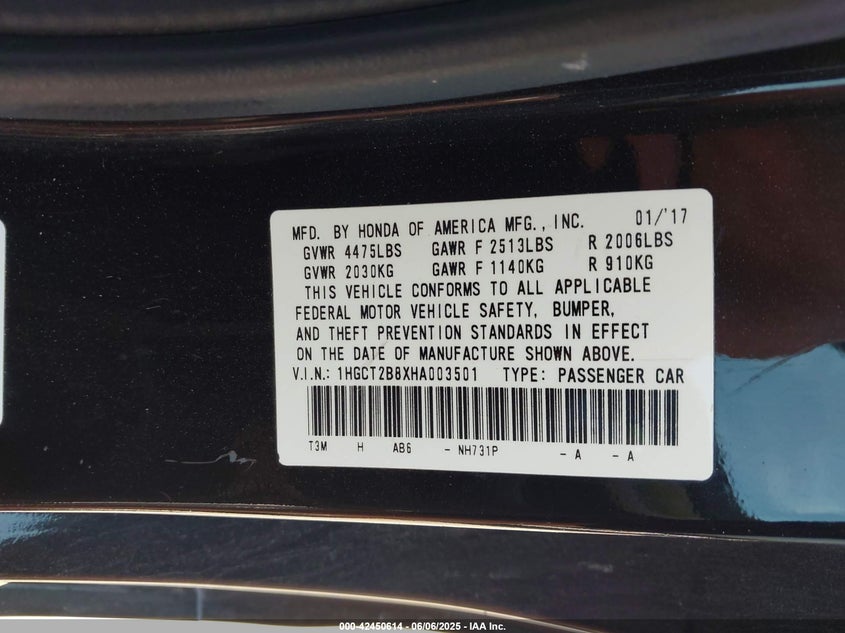 MFD. BY HONDA OF AMERICA MFG., INC. 01/'17
GVWR 4475LBS GAWR F 2513LBS R 2006LBS
GVWR 2030KG GAWR F 1140KG R 910KG
THIS VEHICLE CONFORMS TO ALL APPLICABLE
FEDERAL MOTOR VEHICLE SAFETY, BUMPER,
AND THEFT PREVENTION STANDARDS IN EFFECT
ON THE DATE OF MANUFACTURE SHOWN ABOVE.
V.I.N.: 1HGCT2B8XHA003501 TYPE: PASSENGER CAR
T3M H AB6 - NH731P - A - A
000-42450614 - 06/06/2025 - IAA Inc.